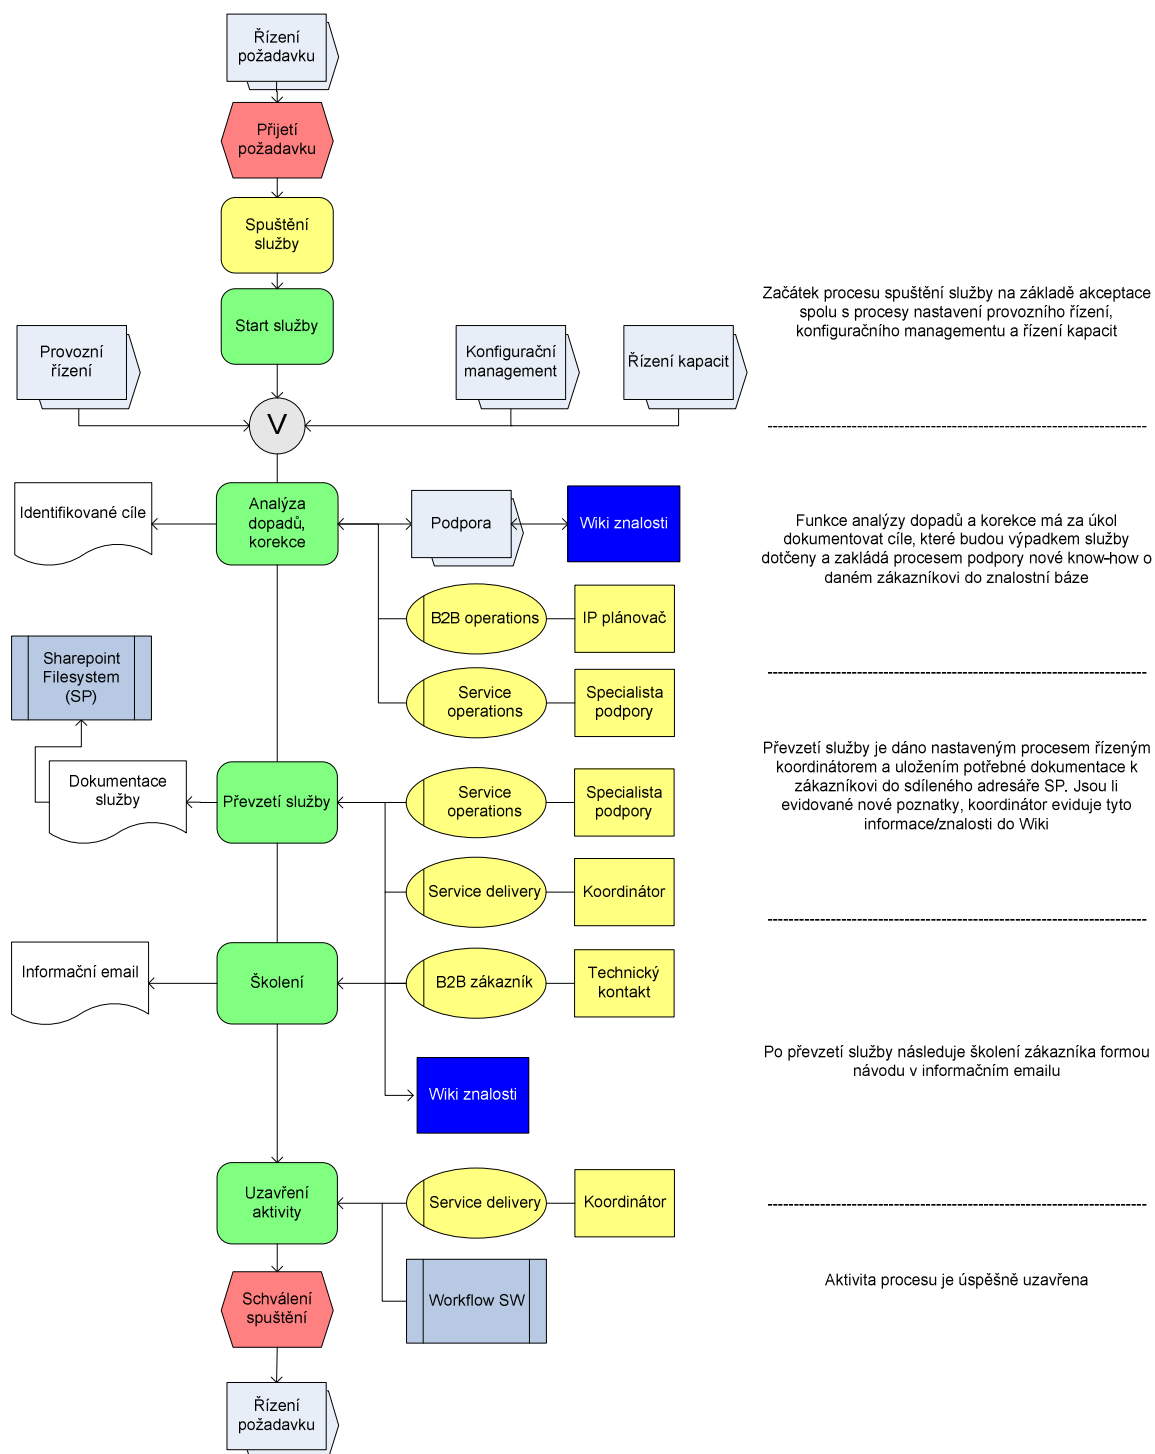 Řízení
požadavku
Přijetí
požadavku
Spuštění
služby
Start služby
Začátek procesu spuštění služby na základě akceptace
spolu s procesy nastavení provozního řízení,
konfiguračního managementu a řízení kapacit
Provozní
řízení
Konfigurační
management
Řízení kapacit
V
Identifikované cíle
Analýza
dopadů,
korekce
Podpora
Wiki znalosti
Funkce analýzy dopadů a korekce má za úkol
dokumentovat cíle, které budou výpadkem služby
dotčeny a zakládá procesem podpory nové know-how o
daném zákazníkovi do znalostní báze
B2B operations
IP plánovač
Sharepoint
Filesystem
(SP)
Service
operations
Specialista
podpory
Dokumentace
služby
Převzetí služby
Service
operations
Specialista
podpory
Převzetí služby je dáno nastaveným procesem řízeným
koordinátorem a uložením potřebné dokumentace k
zákazníkovi do sdíleného adresáře SP. Jsou li
evidované nové poznatky, koordinátor eviduje tyto
informace/znalosti do Wiki
Service delivery
Koordinátor
Informační email
Školení
B2B zákazník
Technický
kontakt
Po převzetí služby následuje školení zákazníka formou
návodu v informačním emailu
Wiki znalosti
Uzavření
aktivity
Service delivery
Koordinátor
Schválení
spuštění
Workflow SW
Aktivita procesu je úspěšně uzavřena
Řízení
požadavku